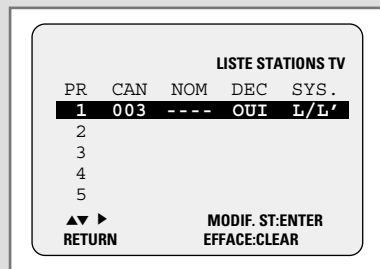 LISTE STATIONS TV
PR CAN NOM DEC SYS.
1 003 ---- OUI L/L’
2
3
4
5
▲▼ ► MODIF. ST:ENTER
RETURN EFFACE:CLEAR